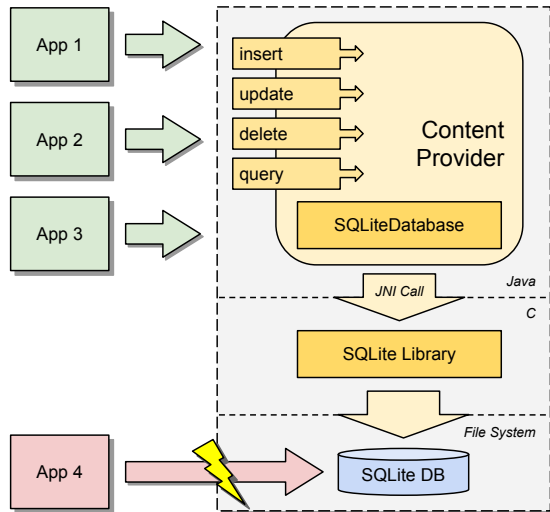 App 1
App 2
App 3
App 4
insert
update
delete
query
Content
Provider
SQLiteDatabase
JNI Call
Java
C
SQLite Library
File System
SQLite DB